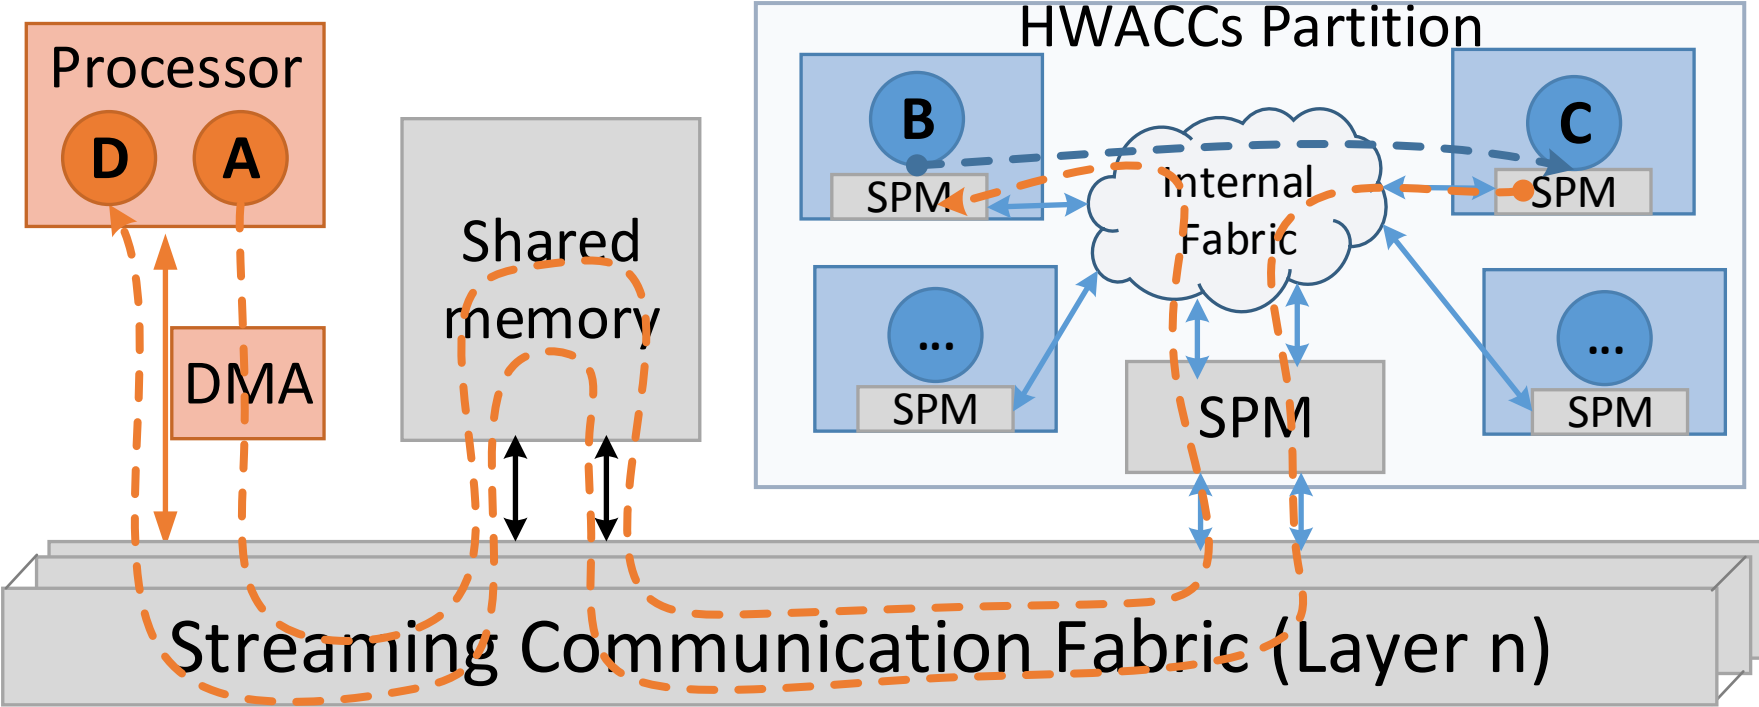 HWACCs Partition
Processor
D
A
DMA
Shared
memory
B
SPM
C
SPM
Internal
Fabric
...
SPM
...
SPM
SPM
Streaming Communication Fabric (Layer n)